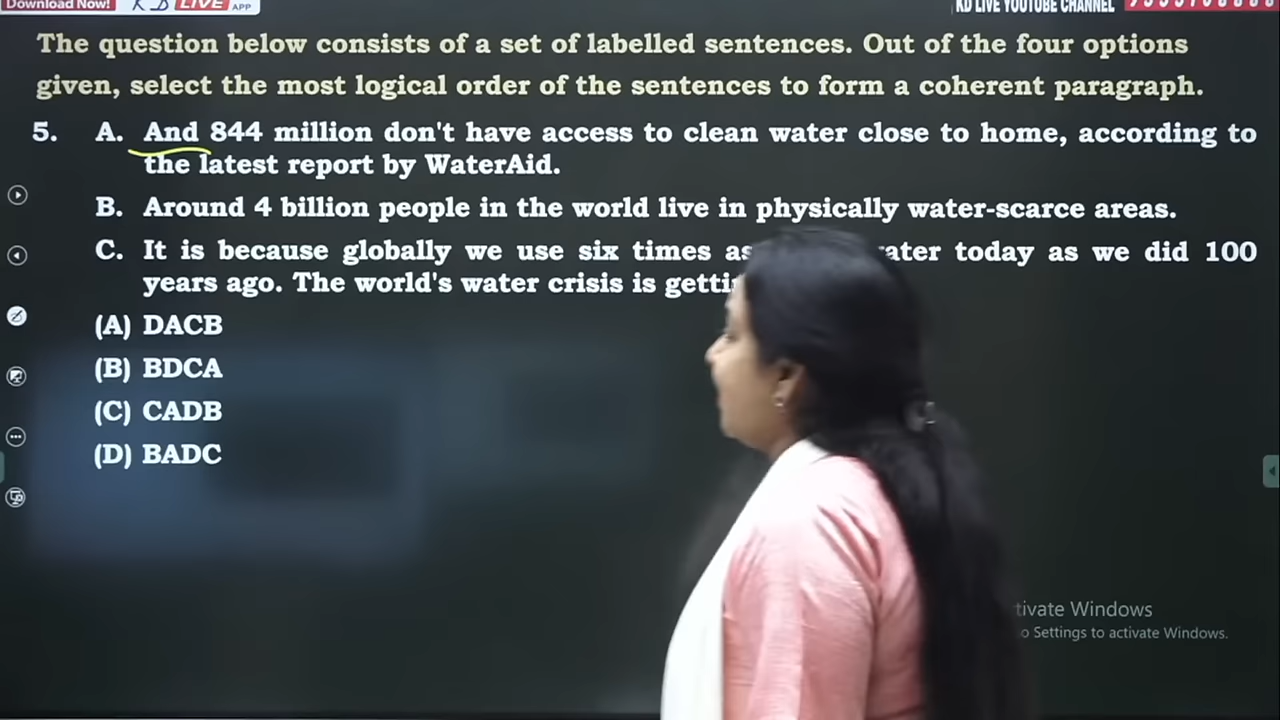 Download Now! KD LIVE APP
KD LIVE YOUTUBE CHANNEL
The question below consists of a set of labelled sentences. Out of the four options
given, select the most logical order of the sentences to form a coherent paragraph.
5. A. And 844 million don't have access to clean water close to home, according to
the latest report by WaterAid.
B. Around 4 billion people in the world live in physically water-scarce areas.
C. It is because globally we use six times as ater today as we did 100
years ago. The world's water crisis is getti
(A) DACB
(B) BDCA
(C) CADB
(D) BADC
tivate Windows
o Settings to activate Windows.